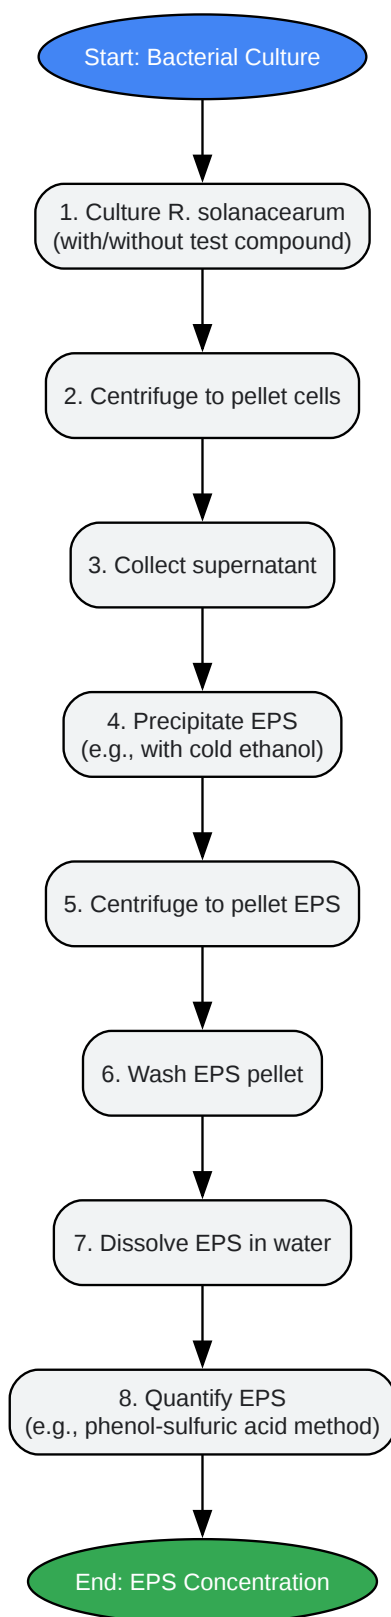 Start: Bacterial Culture
1. Culture R. solanacearum
(with/without test compound)
2. Centrifuge to pellet cells
3. Collect supernatant
4. Precipitate EPS
(e.g., with cold ethanol)
5. Centrifuge to pellet EPS
6. Wash EPS pellet
7. Dissolve EPS in water
8. Quantify EPS
(e.g., phenol-sulfuric acid method)
End: EPS Concentration